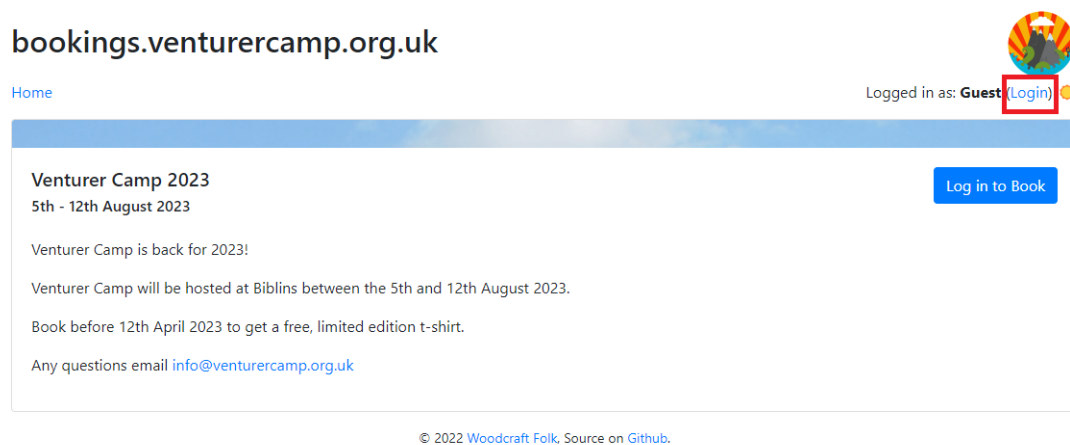 bookings.venturercamp.org.uk
Home
Logged in as: Guest (Login)
Venturer Camp 2023
Log in to Book
5th - 12th August 2023
Venturer Camp is back for 2023!
Venturer Camp will be hosted at Biblins between the 5th and 12th August 2023.
Book before 12th April 2023 to get a free, limited edition t-shirt.
Any questions email info@venturercamp.org.uk
© 2022 Woodcraft Folk, Source on Github.